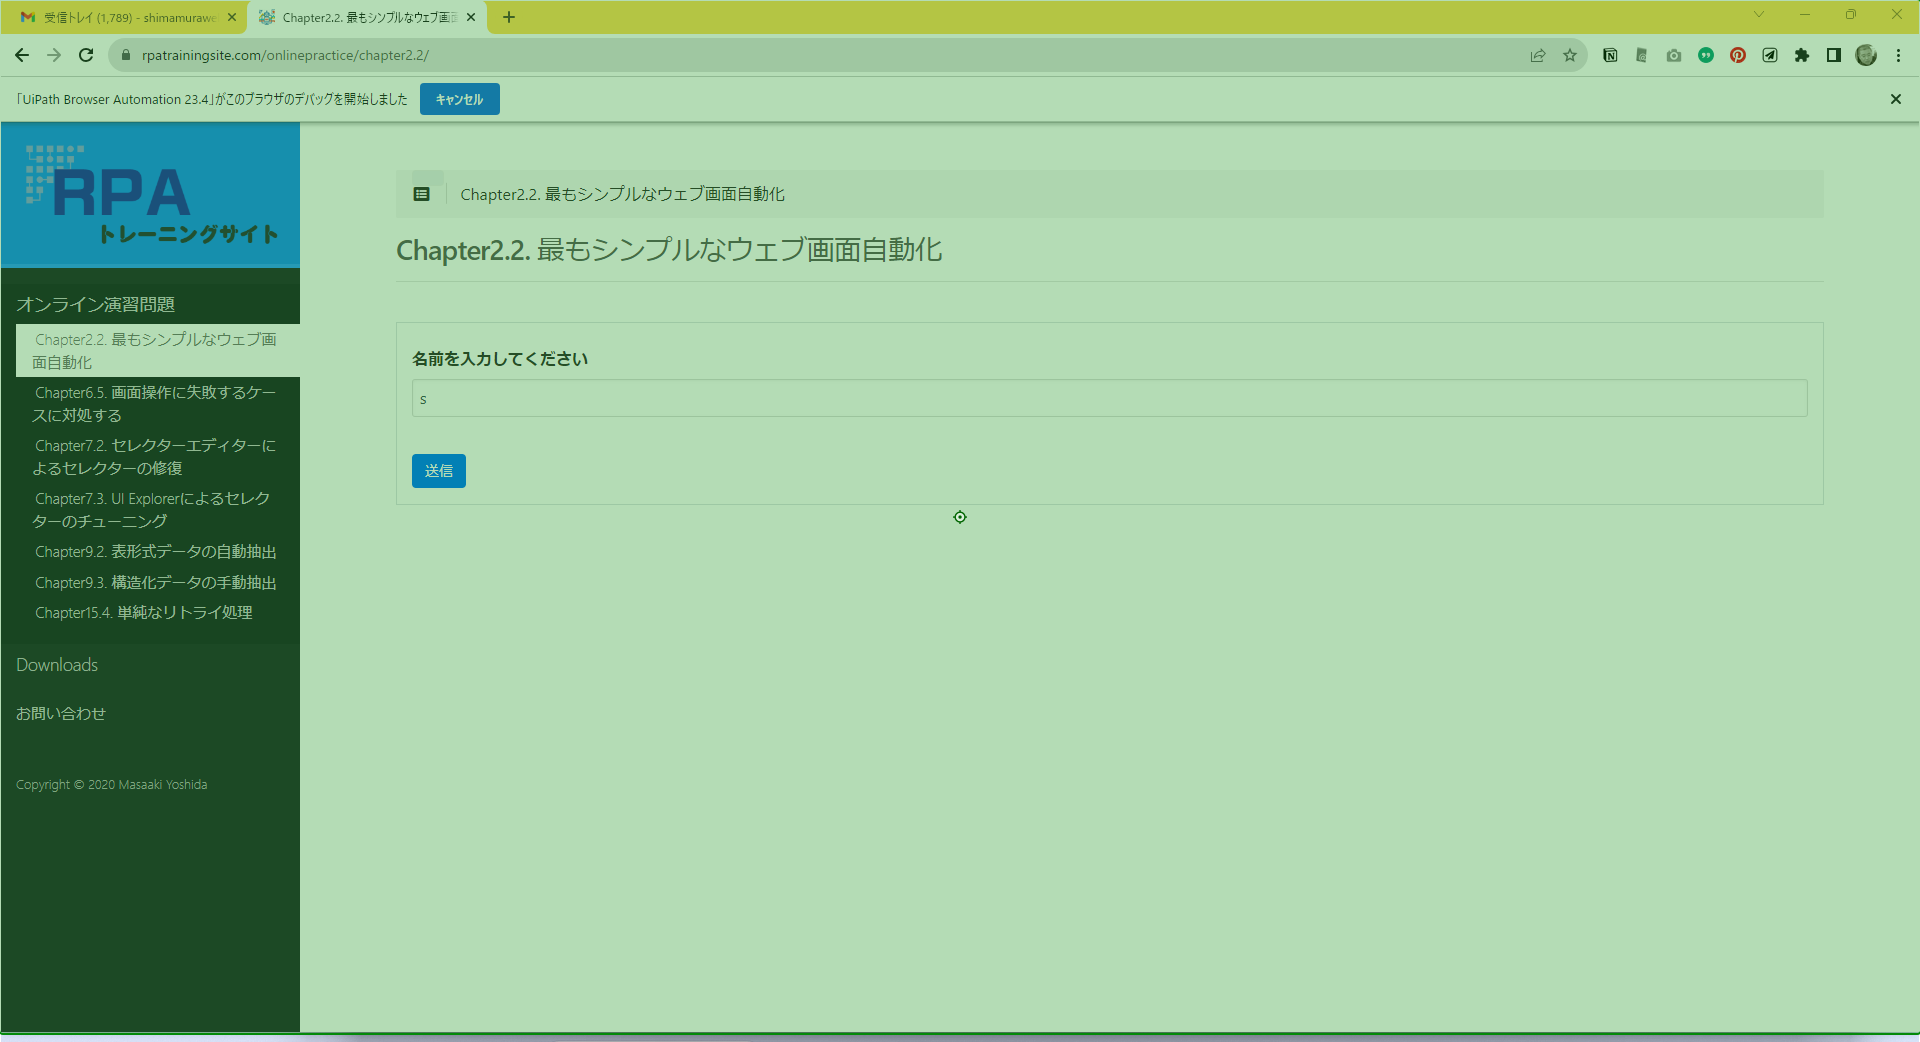 受信トレイ (1,789) - shimamurawe
Chapter2.2. 最もシンプルなウェブ画面
rpatrainingsite.com/onlinepractice/chapter2.2/
「UiPath Browser Automation 23.4」がこのブラウザのデバッグを開始しました
キャンセル
RPA
トレーニングサイト
Chapter2.2. 最もシンプルなウェブ画面自動化
Chapter2.2. 最もシンプルなウェブ画面自動化
オンライン演習問題
Chapter2.2. 最もシンプルなウェブ画
面自動化
Chapter6.5. 画面操作に失敗するケー
スに対処する
Chapter7.2. セレクターエディターに
よるセレクターの修復
Chapter7.3. UI Explorerによるセレク
ターのチューニング
Chapter9.2. 表形式データの自動抽出
Chapter9.3. 構造化データの手動抽出
Chapter15.4. 単純なリトライ処理
Downloads
お問い合わせ
Copyright © 2020 Masaaki Yoshida
名前を入力してください
s
送信